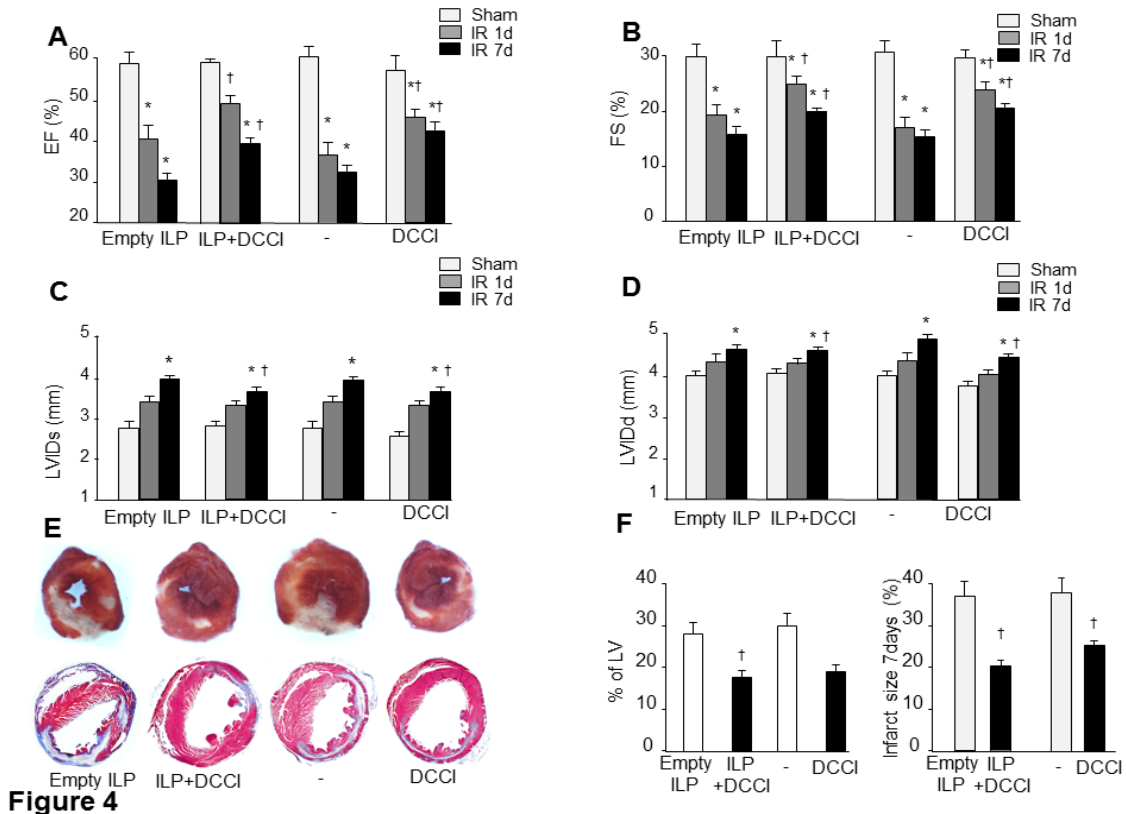 A
Sham
IR 1d
IR 7d
EF (%)
60
50
40
30
20
*
*
†
* †
*
*
*†
*†
Empty ILP
ILP+DCCI
-
DCCI
B
Sham
IR 1d
IR 7d
FS (%)
30
20
10
0
*
*
* †
* †
*
*
*†
*†
Empty ILP
ILP+DCCI
-
DCCI
C
Sham
IR 1d
IR 7d
LVIDs (mm)
5
4
3
2
1
*
* †
*
* †
Empty ILP
ILP+DCCI
-
DCCI
D
Sham
IR 1d
IR 7d
LVIDd (mm)
5
4
3
2
1
*
* †
*
* †
Empty ILP
ILP+DCCI
-
DCCI
E
Empty ILP
ILP+DCCI
-
DCCI
F
% of LV
40
30
20
10
0
†
Empty
ILP
ILP
+DCCI
-
DCCI
Infarct size 7days (%)
40
30
20
10
0
†
†
Empty
ILP
ILP
+DCCI
-
DCCI
Figure 4